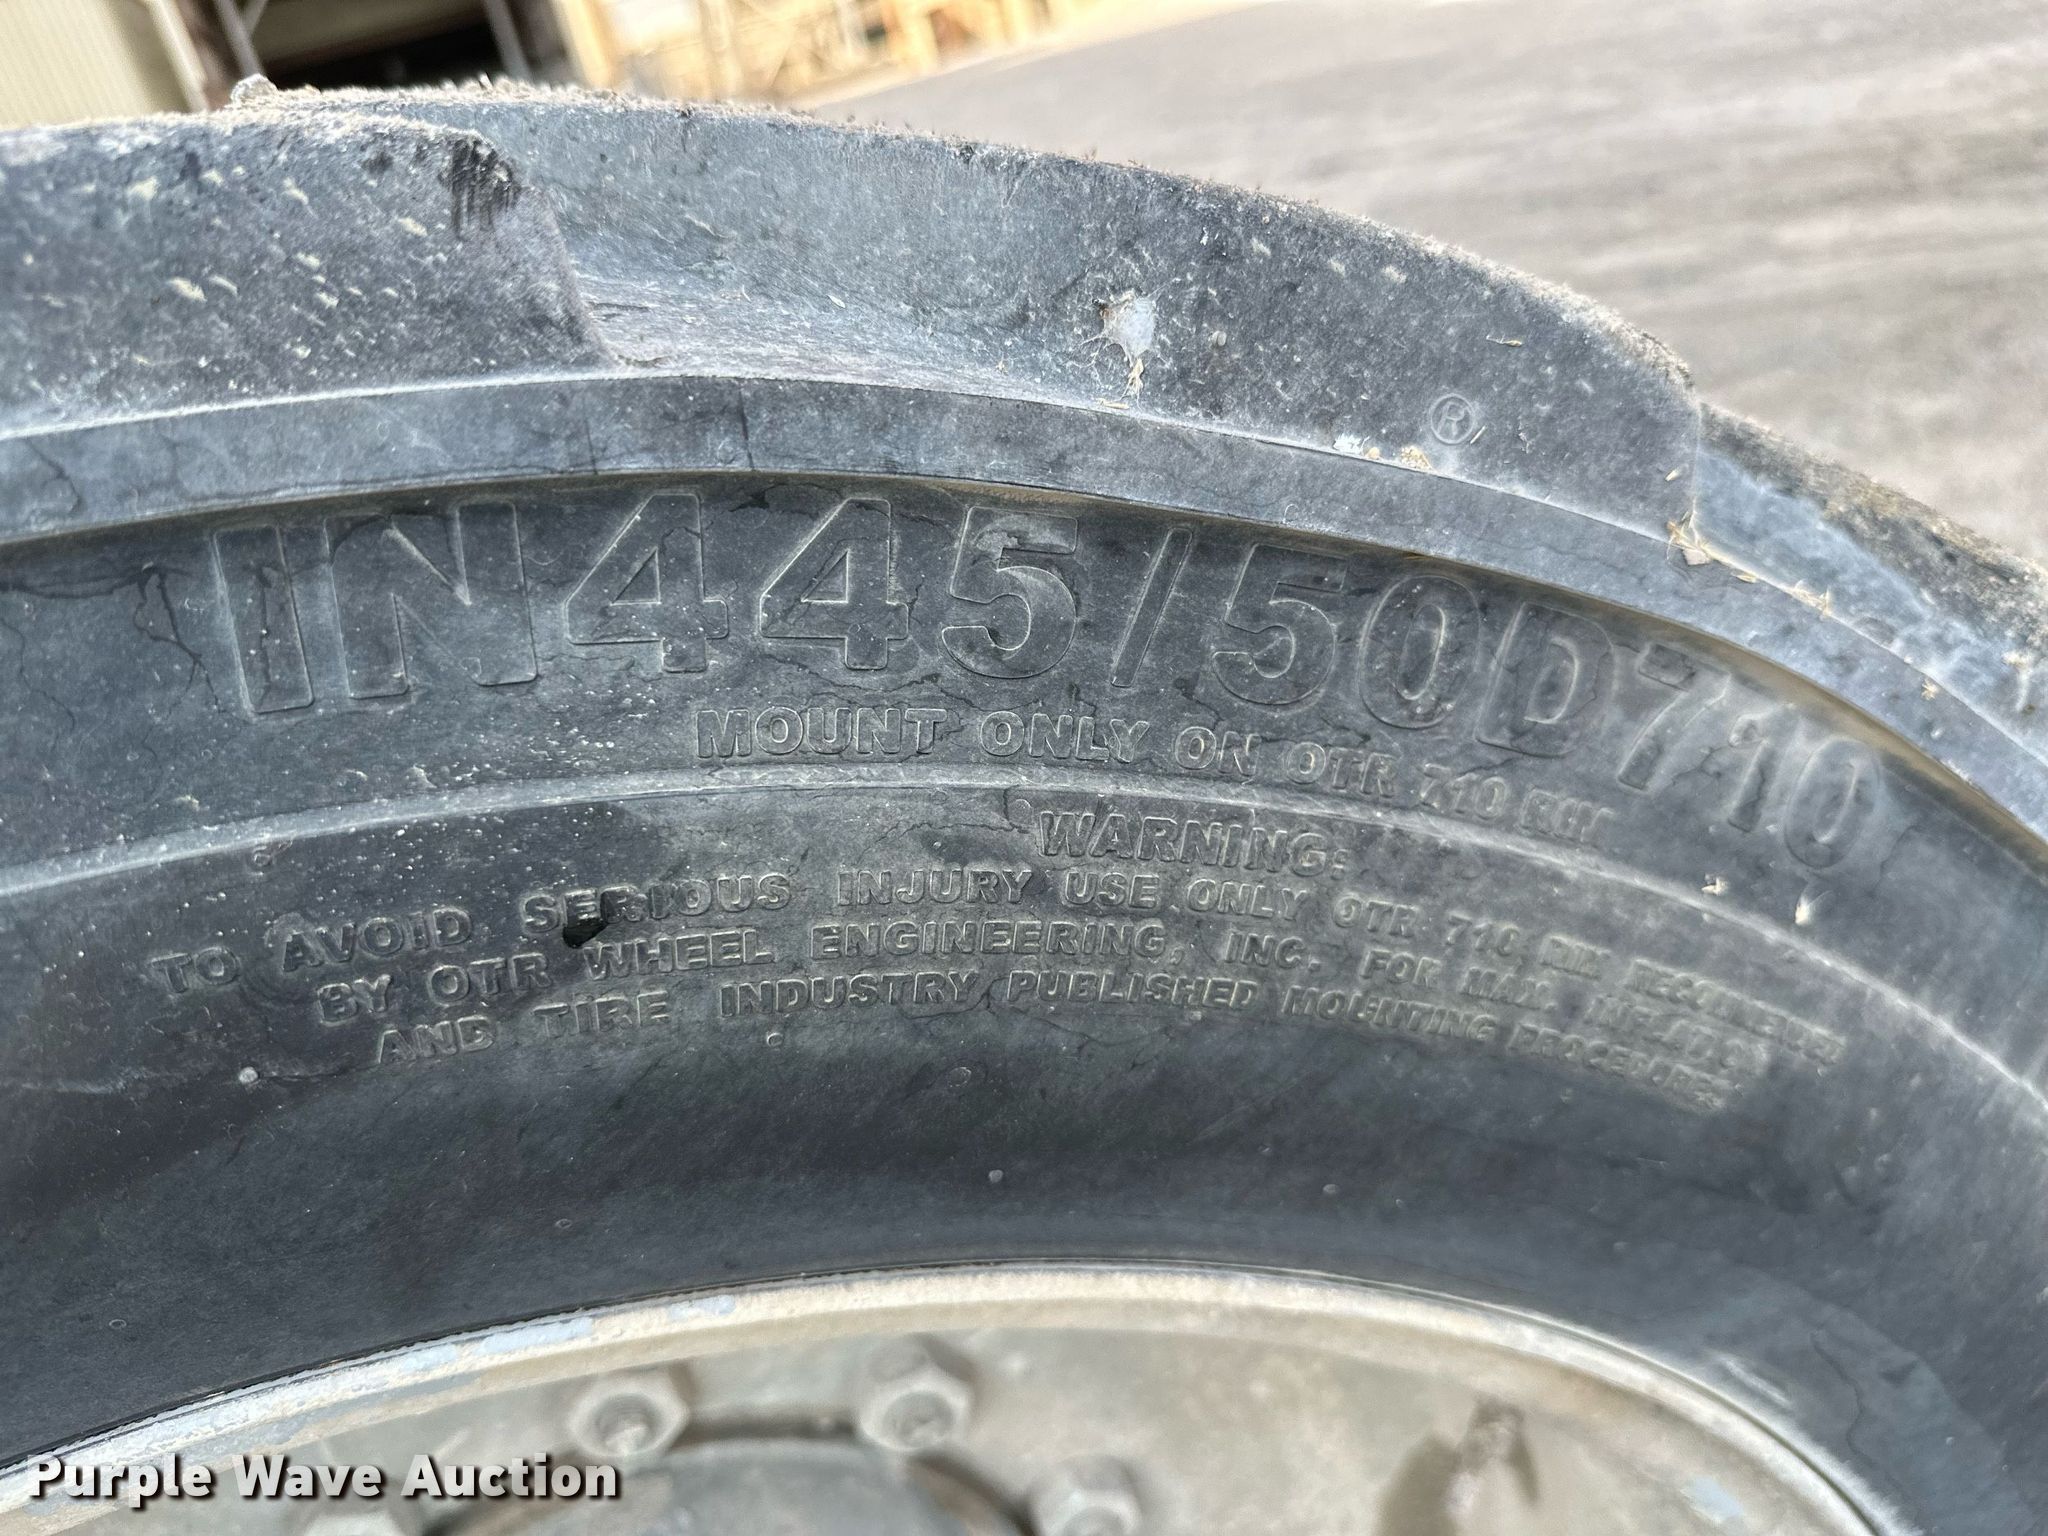 ®
IN445/50D710
MOUNT ONLY ON OTR 710 RIM
WARNING:
TO AVOID SERIOUS INJURY USE ONLY OTR 710 RIM RECOMMENDED
BY OTR WHEEL ENGINEERING, INC. FOR MAX. INFLATION
AND TIRE INDUSTRY PUBLISHED MOUNTING PROCEDURES
Purple Wave Auction